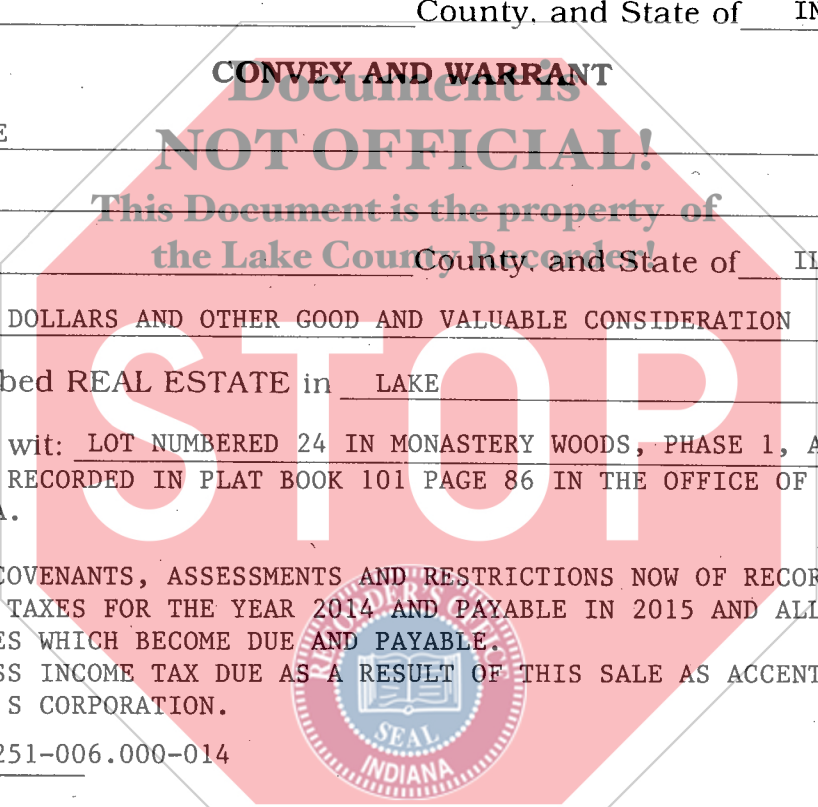 County, and State of IN
CONVEY AND WARRANT
Document is
E
NOT OFFICIAL!
This Document is the property of
the Lake County Recorder!
County, and State of IL
DOLLARS AND OTHER GOOD AND VALUABLE CONSIDERATION
bed REAL ESTATE in LAKE
STOP
wit: LOT NUMBERED 24 IN MONASTERY WOODS, PHASE 1, A
RECORDED IN PLAT BOOK 101 PAGE 86 IN THE OFFICE OF
A.
COVENANTS, ASSESSMENTS AND RESTRICTIONS NOW OF RECOR
TAXES FOR THE YEAR 2014 AND PAYABLE IN 2015 AND ALL
ES WHICH BECOME DUE AND PAYABLE.
SS INCOME TAX DUE AS A RESULT OF THIS SALE AS ACCENT
S CORPORATION.
251-006.000-014
RECORDER'S OFFICE
SEAL
INDIANA